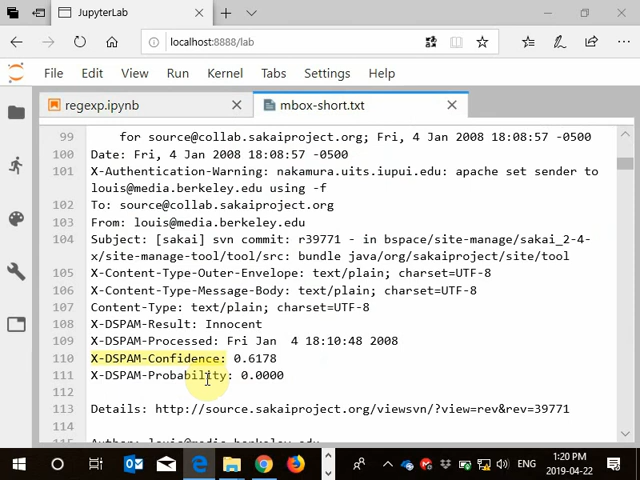 JupyterLab
localhost:8888/lab
File Edit View Run Kernel Tabs Settings Help
regexp.ipynb
mbox-short.txt
99 for source@collab.sakaiproject.org; Fri, 4 Jan 2008 18:08:57 -0500
100 Date: Fri, 4 Jan 2008 18:08:57 -0500
101 X-Authentication-Warning: nakamura.uits.iupui.edu: apache set sender to
louis@media.berkeley.edu using -f
102 To: source@collab.sakaiproject.org
103 From: louis@media.berkeley.edu
104 Subject: [sakai] svn commit: r39771 - in bspace/site-manage/sakai_2-4-
x/site-manage-tool/tool/src: bundle java/org/sakaiproject/site/tool
105 X-Content-Type-Outer-Envelope: text/plain; charset=UTF-8
106 X-Content-Type-Message-Body: text/plain; charset=UTF-8
107 Content-Type: text/plain; charset=UTF-8
108 X-DSPAM-Result: Innocent
109 X-DSPAM-Processed: Fri Jan  4 18:10:48 2008
110 X-DSPAM-Confidence: 0.6178
111 X-DSPAM-Probability: 0.0000
112
113 Details: http://source.sakaiproject.org/viewsvn/?view=rev&rev=39771
114
115 Author: louis@media.berkeley.edu
ENG
1:20 PM
2019-04-22